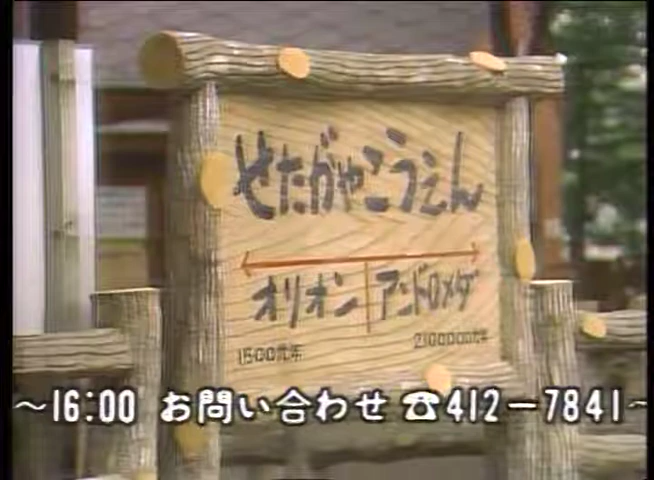 せたがやこうえん
オリオン アンドロメダ
1500光年 2100000光年
～16:00 お問い合わせ ☎412－7841～